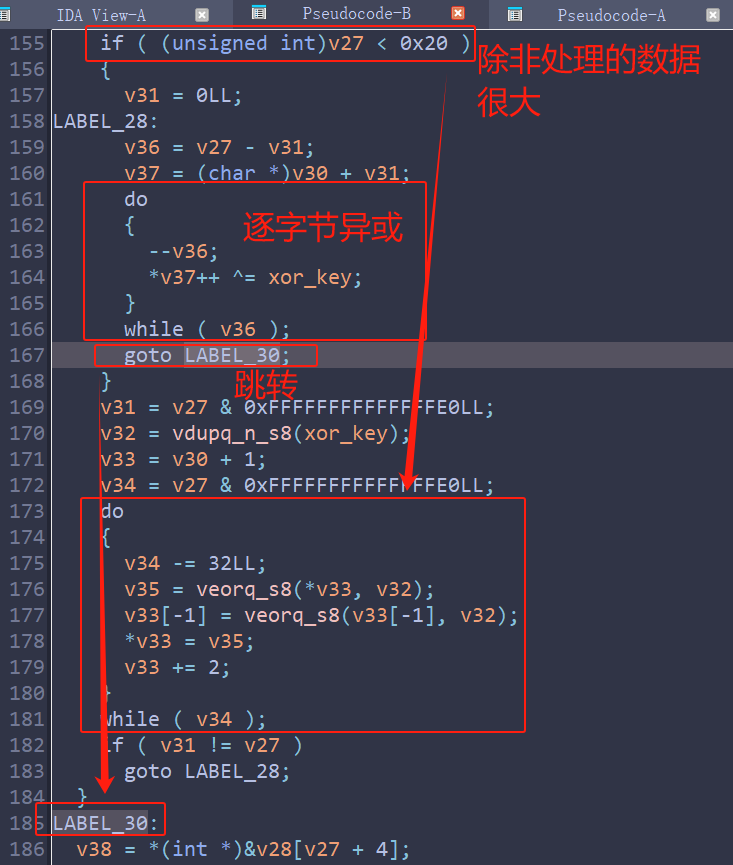 IDA View-A Pseudocode-B Pseudocode-A
155 if ( (unsigned int)v27 < 0x20 )
除非处理的数据
很大
156 {
157 v31 = 0LL;
158 LABEL_28:
159 v36 = v27 - v31;
160 v37 = (char *)v30 + v31;
161 do
162 {
逐字节异或
163 --v36;
164 *v37++ ^= xor_key;
165 }
166 while ( v36 );
167 goto LABEL_30;
跳转
168 }
169 v31 = v27 & 0xFFFFFFFFFFFFFFE0LL;
170 v32 = vdupq_n_s8(xor_key);
171 v33 = v30 + 1;
172 v34 = v27 & 0xFFFFFFFFFFFFFFE0LL;
173 do
174 {
175 v34 -= 32LL;
176 v35 = veorq_s8(*v33, v32);
177 v33[-1] = veorq_s8(v33[-1], v32);
178 *v33 = v35;
179 v33 += 2;
180 }
181 while ( v34 );
182 if ( v31 != v27 )
183 goto LABEL_28;
184 }
185 LABEL_30:
186 v38 = *(int *)&v28[v27 + 4];